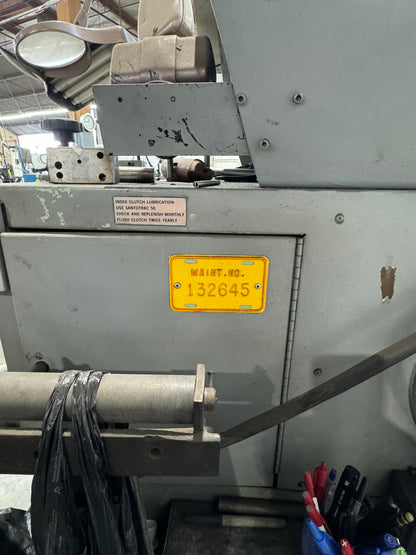 INDEX CLUTCH LUBRICATION
USE SANTOTRAC 50
CHECK AND REPLENISH MONTHLY
FLUSH CLUTCH TWICE YEARLY
MAINT. NO.
132645